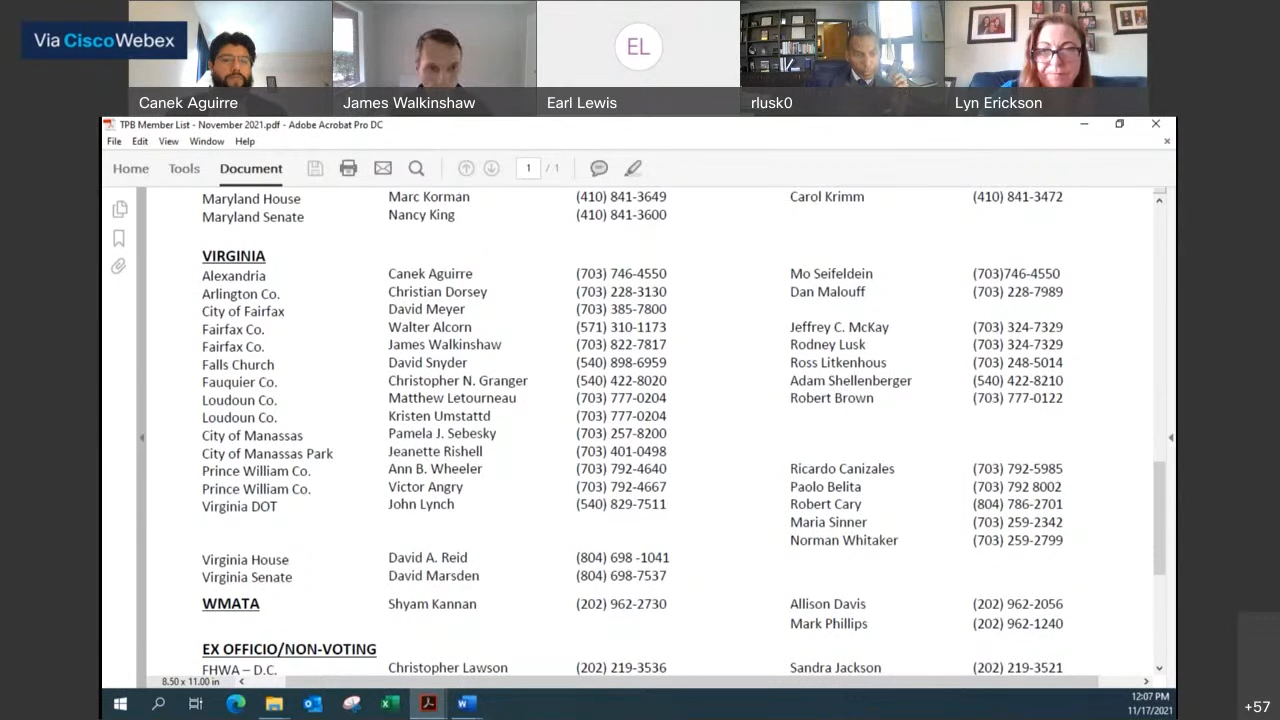 Via CiscoWebex
EL
Canek Aguirre
James Walkinshaw
Earl Lewis
rlusk0
Lyn Erickson
TPB Member List - November 2021.pdf - Adobe Acrobat Pro DC
File Edit View Window Help
Home Tools Document 1 / 1
Maryland House Marc Korman (410) 841-3649 Carol Krimm (410) 841-3472
Maryland Senate Nancy King (410) 841-3600
VIRGINIA
Alexandria Canek Aguirre (703) 746-4550 Mo Seifeldein (703)746-4550
Arlington Co. Christian Dorsey (703) 228-3130 Dan Malouff (703) 228-7989
City of Fairfax David Meyer (703) 385-7800
Fairfax Co. Walter Alcorn (571) 310-1173 Jeffrey C. McKay (703) 324-7329
Fairfax Co. James Walkinshaw (703) 822-7817 Rodney Lusk (703) 324-7329
Falls Church David Snyder (540) 898-6959 Ross Litkenhous (703) 248-5014
Fauquier Co. Christopher N. Granger (540) 422-8020 Adam Shellenberger (540) 422-8210
Loudoun Co. Matthew Letourneau (703) 777-0204 Robert Brown (703) 777-0122
Loudoun Co. Kristen Umstattd (703) 777-0204
City of Manassas Pamela J. Sebesky (703) 257-8200
City of Manassas Park Jeanette Rishell (703) 401-0498
Prince William Co. Ann B. Wheeler (703) 792-4640 Ricardo Canizales (703) 792-5985
Prince William Co. Victor Angry (703) 792-4667 Paolo Belita (703) 792 8002
Virginia DOT John Lynch (540) 829-7511 Robert Cary (804) 786-2701
Maria Sinner (703) 259-2342
Norman Whitaker (703) 259-2799
Virginia House David A. Reid (804) 698 -1041
Virginia Senate David Marsden (804) 698-7537
WMATA Shyam Kannan (202) 962-2730 Allison Davis (202) 962-2056
Mark Phillips (202) 962-1240
EX OFFICIO/NON-VOTING
FHWA – D.C. Christopher Lawson (202) 219-3536 Sandra Jackson (202) 219-3521
8.50 x 11.00 in
12:07 PM
11/17/2021
+57